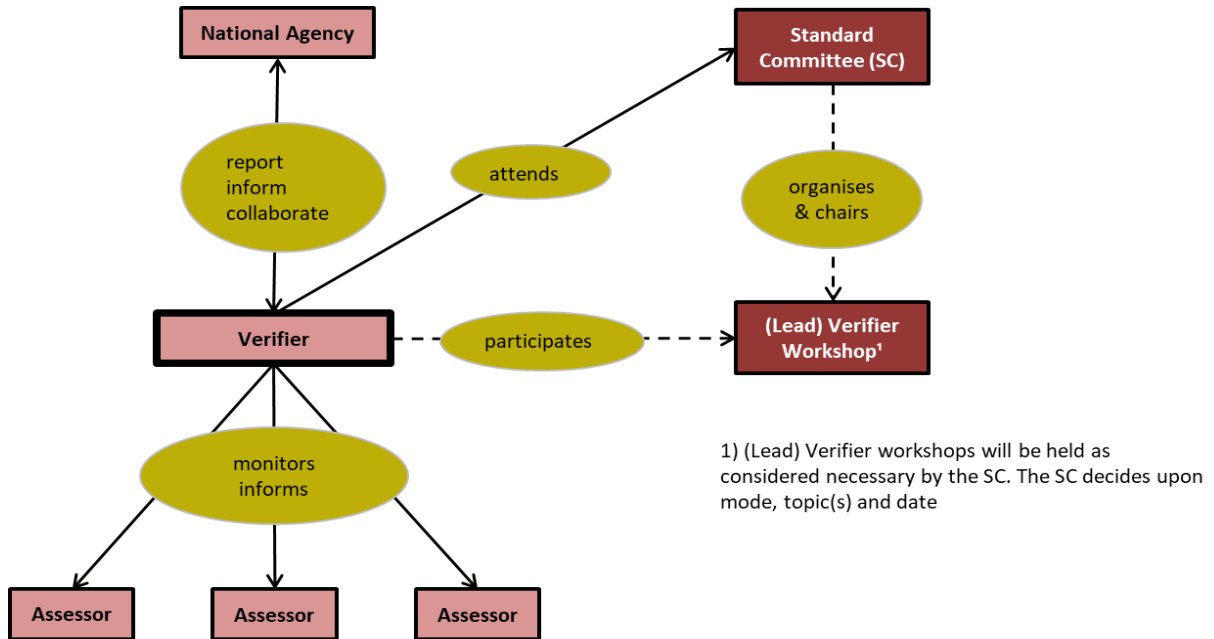 National Agency
Standard
Committee (SC)
report
inform
collaborate
attends
organises
& chairs
Verifier
participates
(Lead) Verifier
Workshop¹
monitors
informs
1) (Lead) Verifier workshops will be held as
considered necessary by the SC. The SC decides upon
mode, topic(s) and date
Assessor
Assessor
Assessor